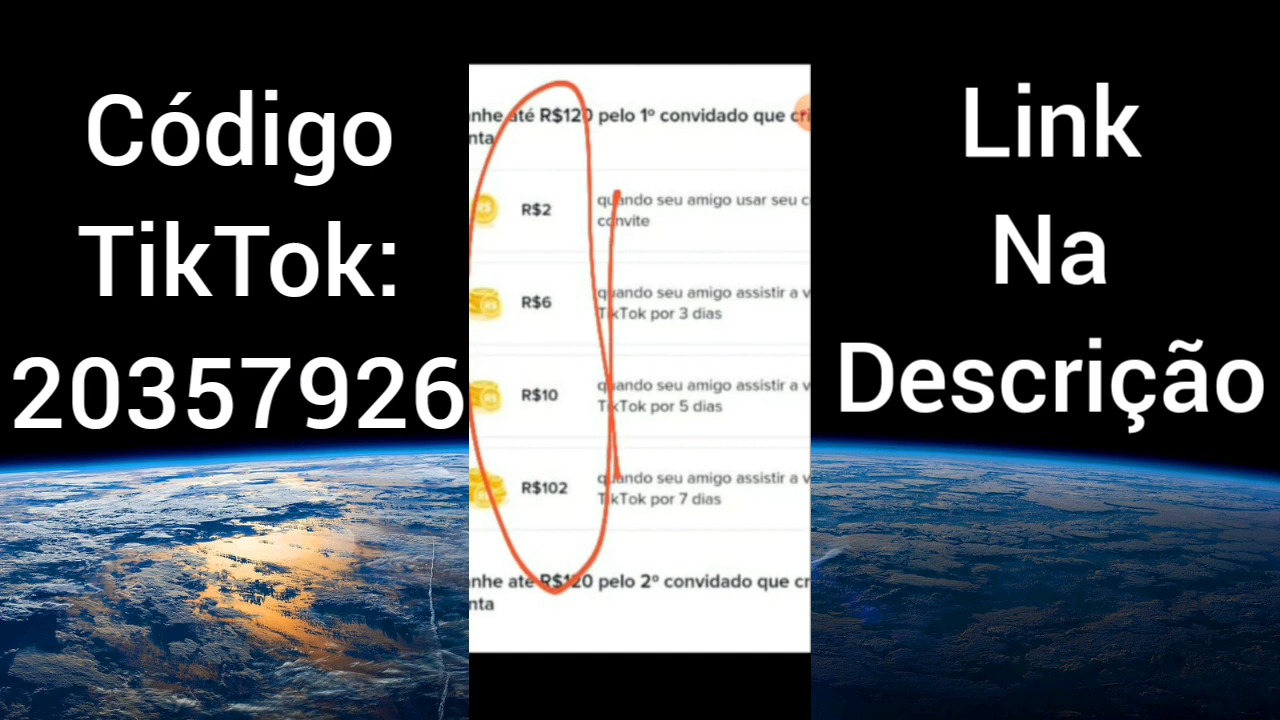 Código
TikTok:
20357926
nhe até R$120 pelo 1º convidado que cri
nta
R$2
quando seu amigo usar seu c
convite
R$6
quando seu amigo assistir a v
TikTok por 3 dias
R$10
quando seu amigo assistir a v
TikTok por 5 dias
R$102
quando seu amigo assistir a v
TikTok por 7 dias
nhe até R$120 pelo 2º convidado que cr
nta
Link
Na
Descrição